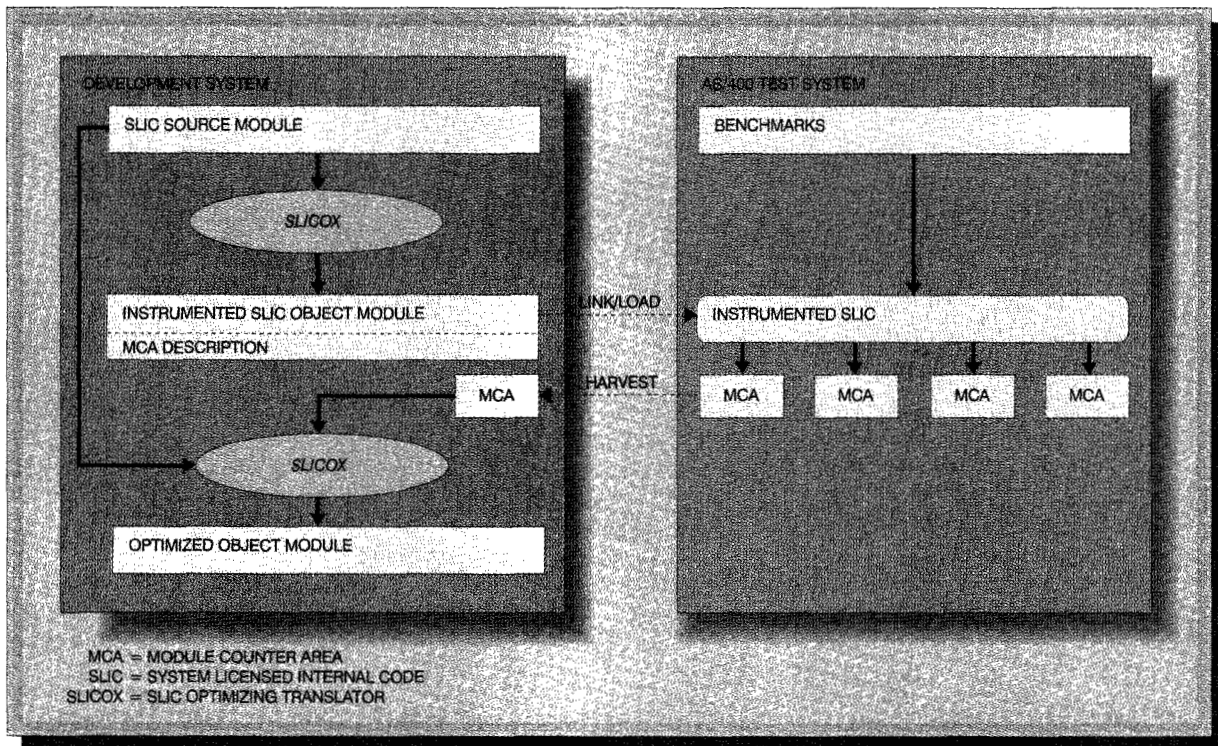 DEVELOPMENT SYSTEM
SLIC SOURCE MODULE
SLICOX
INSTRUMENTED SLIC OBJECT MODULE
MCA DESCRIPTION
MCA
SLICOX
OPTIMIZED OBJECT MODULE
LINK/LOAD
HARVEST
AS/400 TEST SYSTEM
BENCHMARKS
INSTRUMENTED SLIC
MCA MCA MCA MCA
MCA = MODULE COUNTER AREA
SLIC = SYSTEM LICENSED INTERNAL CODE
SLICOX = SLIC OPTIMIZING TRANSLATOR